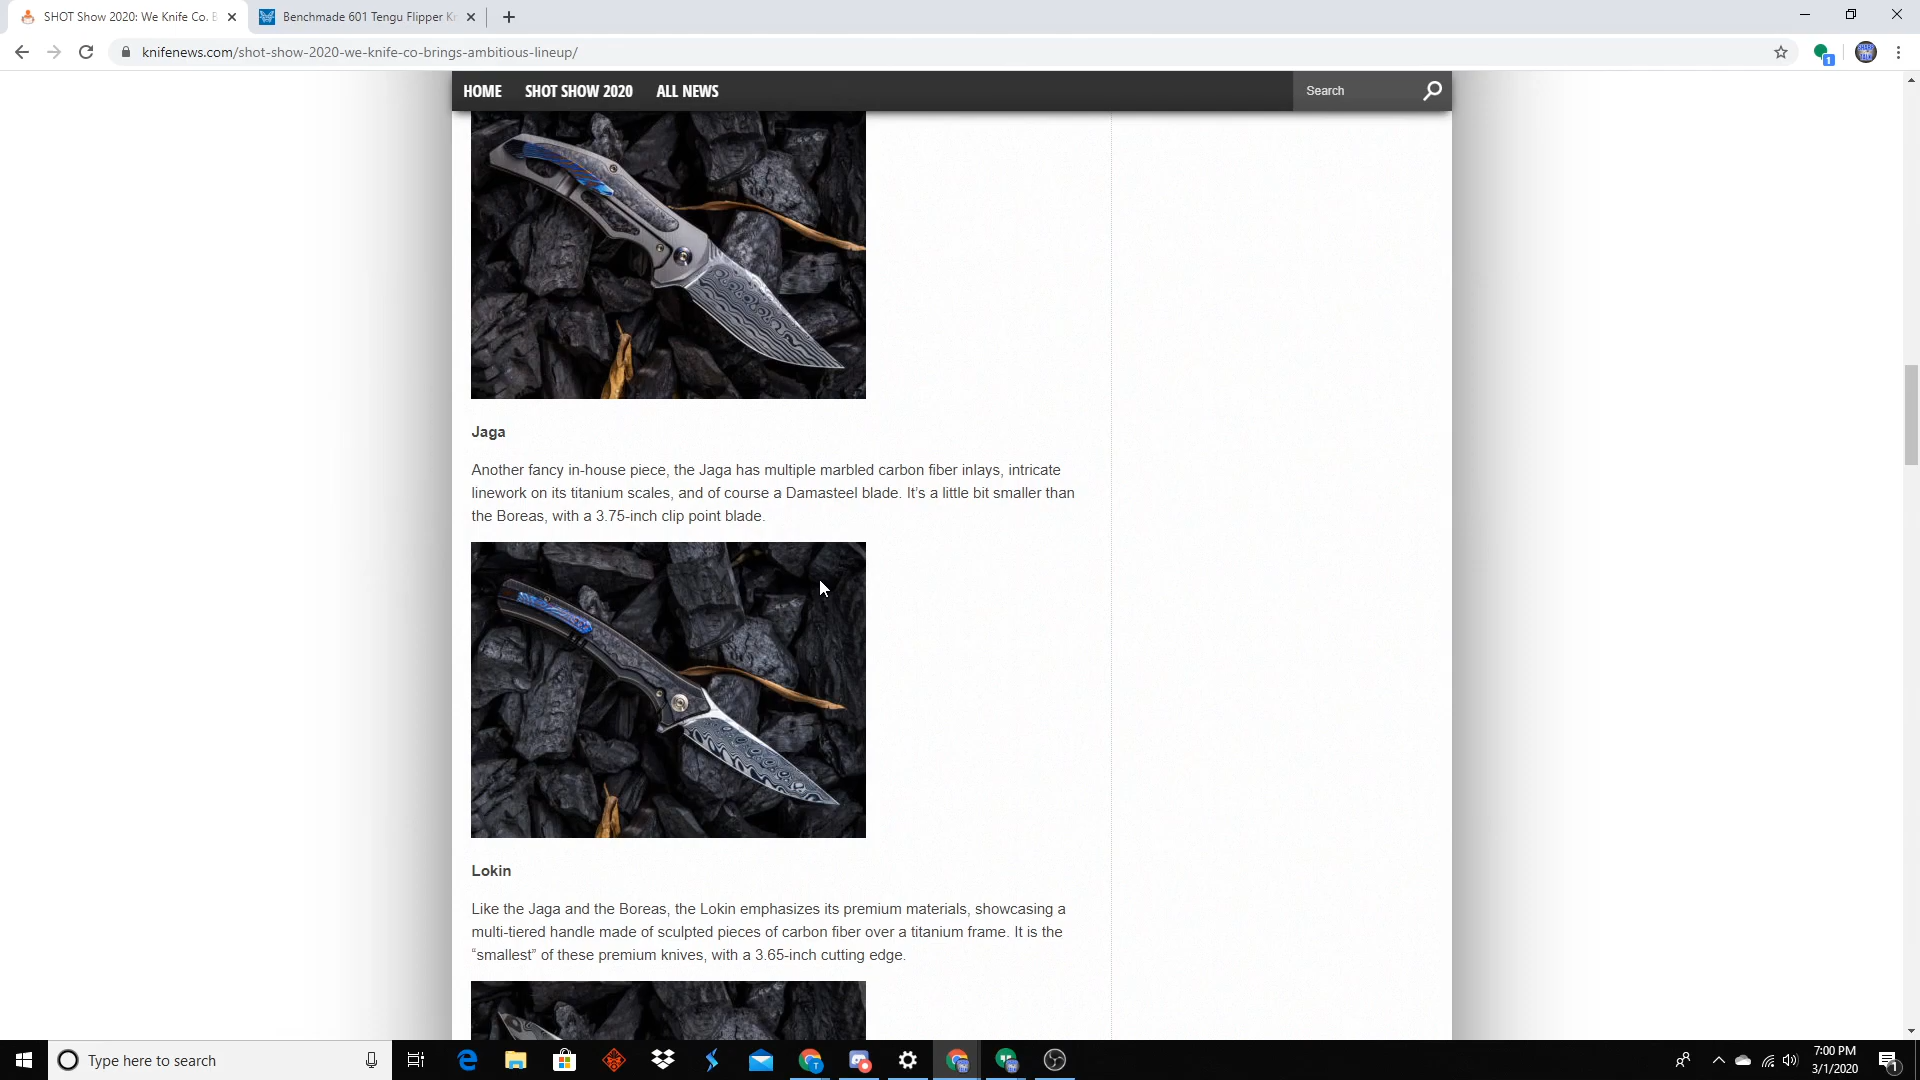 SHOT Show 2020: We Knife Co. B
Benchmade 601 Tengu Flipper Kn
knifenews.com/shot-show-2020-we-knife-co-brings-ambitious-lineup/
1
HOME SHOT SHOW 2020 ALL NEWS
Search
Jaga
Another fancy in-house piece, the Jaga has multiple marbled carbon fiber inlays, intricate
linework on its titanium scales, and of course a Damasteel blade. It’s a little bit smaller than
the Boreas, with a 3.75-inch clip point blade.
Lokin
Like the Jaga and the Boreas, the Lokin emphasizes its premium materials, showcasing a
multi-tiered handle made of sculpted pieces of carbon fiber over a titanium frame. It is the
“smallest” of these premium knives, with a 3.65-inch cutting edge.
Type here to search
7:00 PM
3/1/2020
1